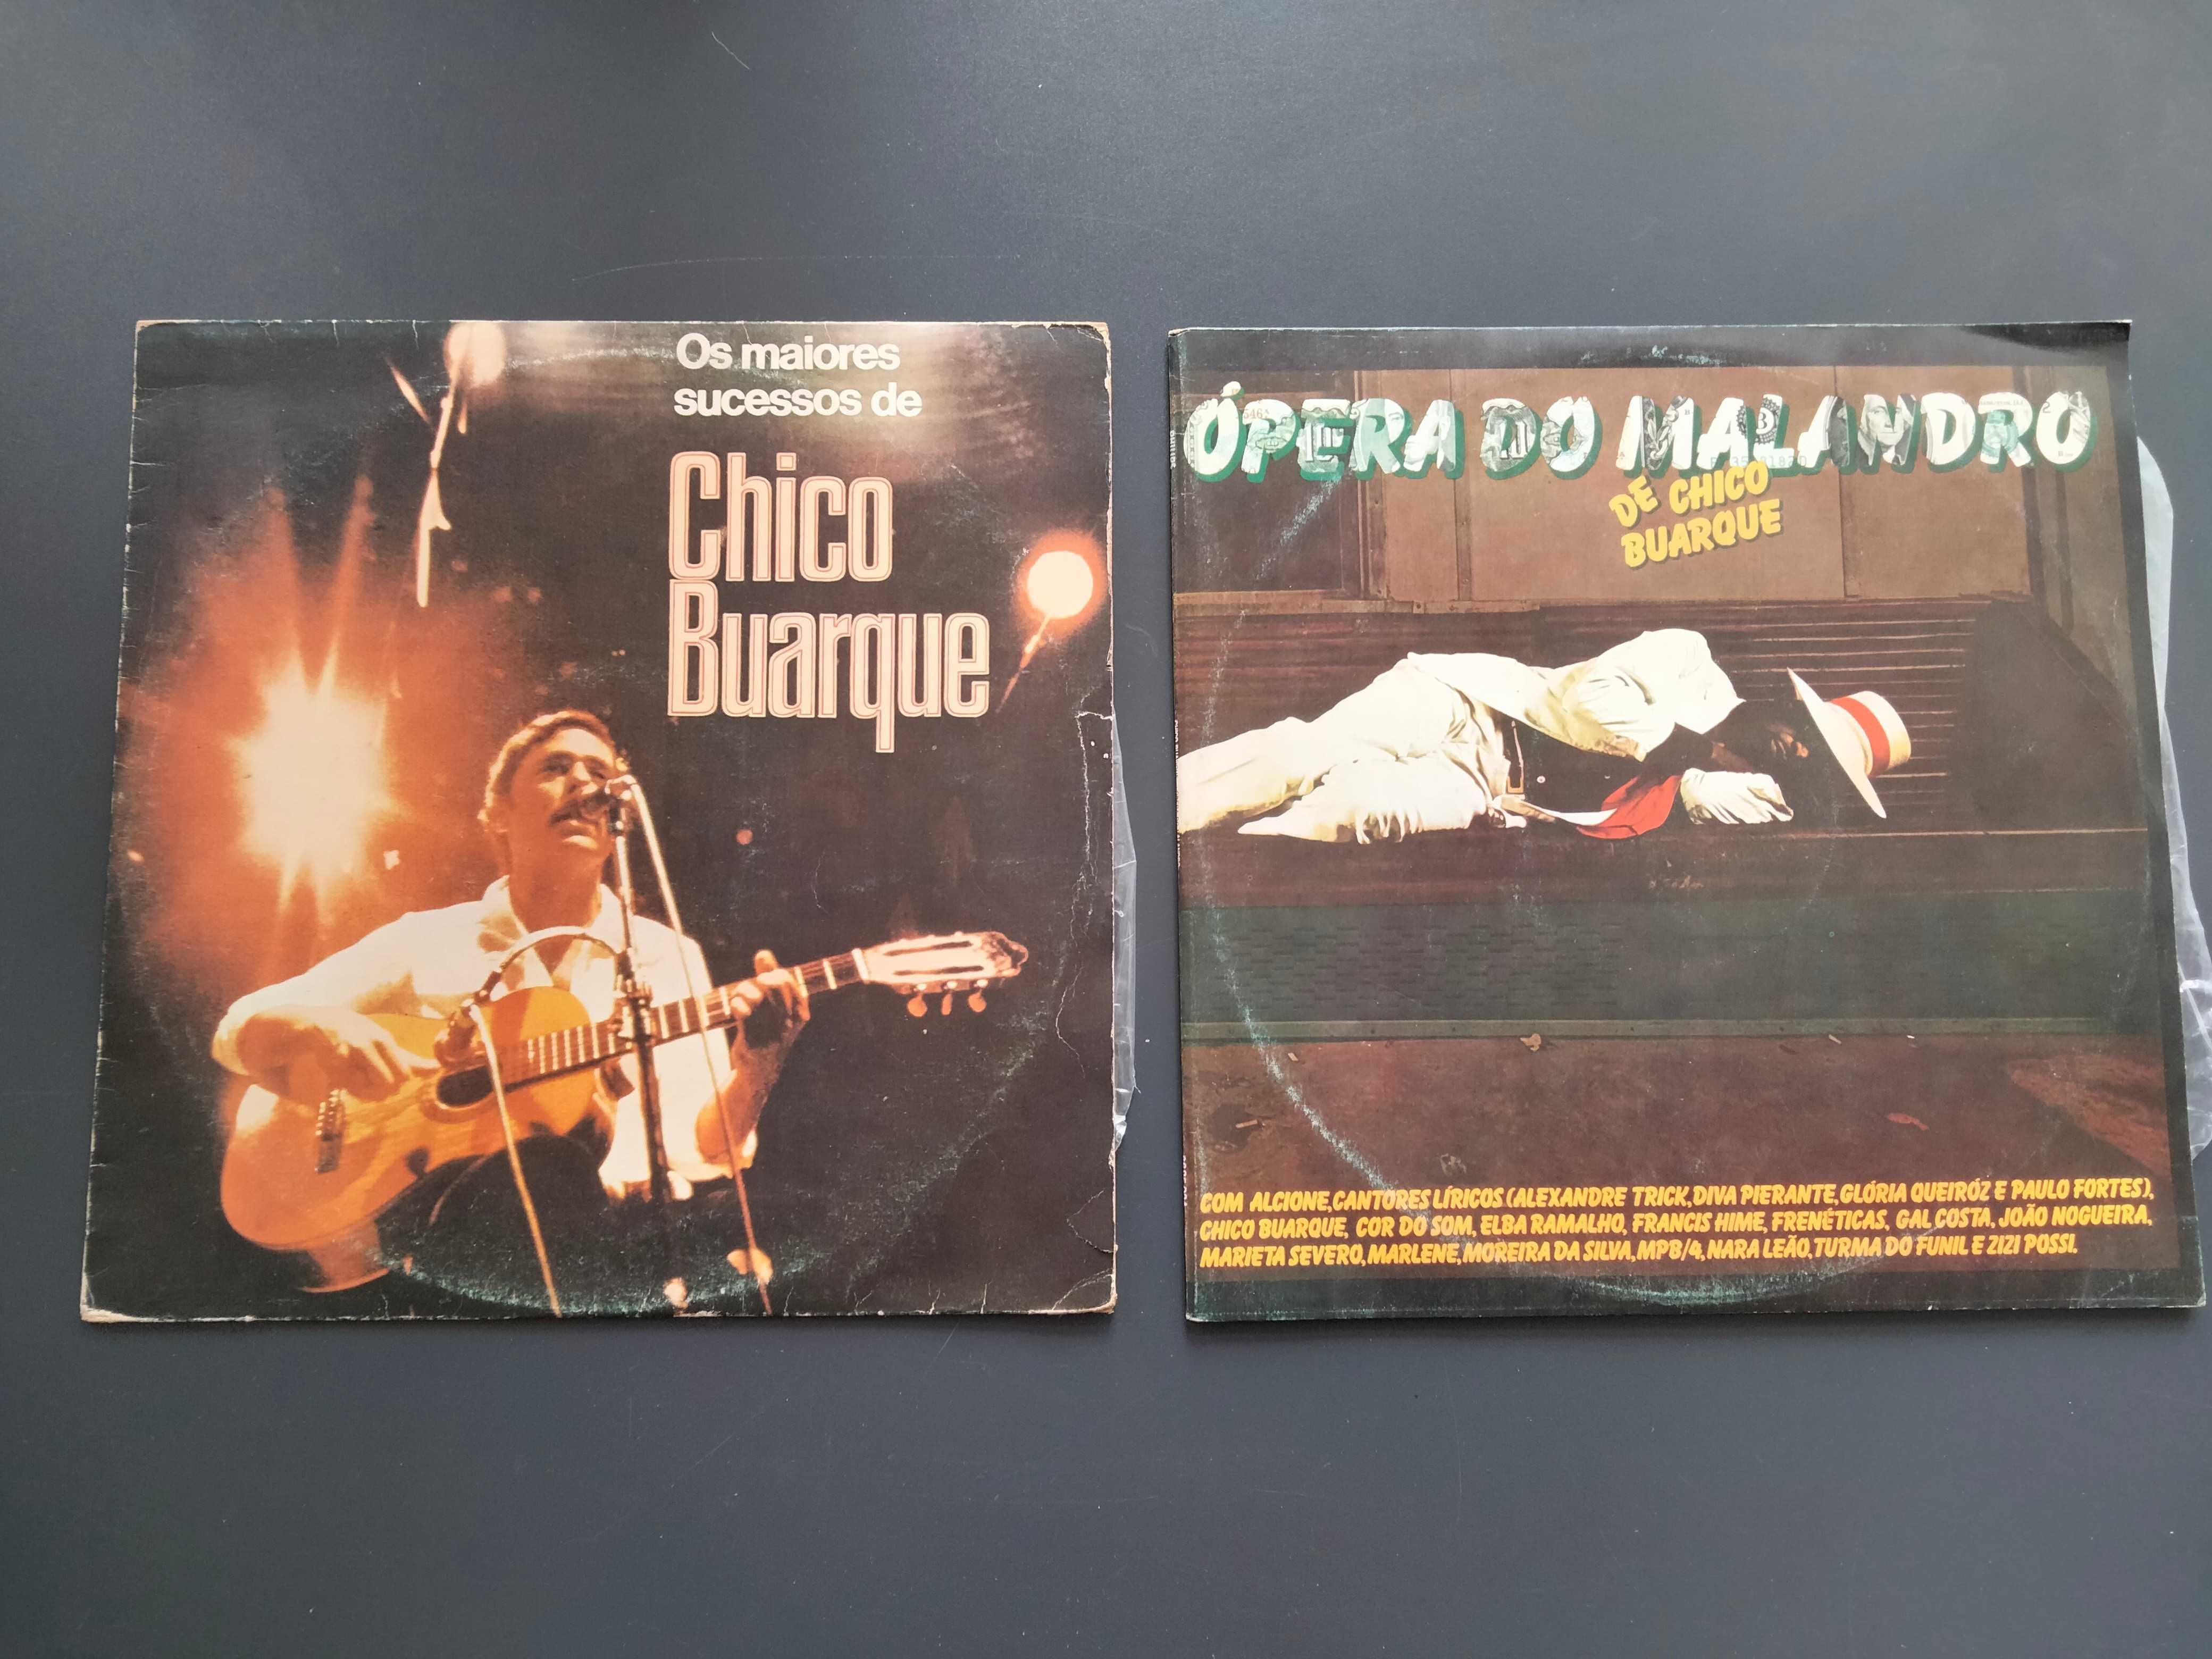 Os maiores
sucessos de
Chico
Buarque
ÓPERA DO MALANDRO
DE CHICO
BUARQUE
COM ALCIONE, CANTORES LÍRICOS (ALEXANDRE TRICK, DIVA PIERANTE, GLÓRIA QUEIRÓZ E PAULO FORTES),
CHICO BUARQUE, COR DO SOM, ELBA RAMALHO, FRANCIS HIME, FRENÉTICAS, GAL COSTA, JOÃO NOGUEIRA,
MARIETA SEVERO, MARLENE, MOREIRA DA SILVA, MPB/4, NARA LEÃO, TURMA DO FUNIL E ZIZI POSSI.